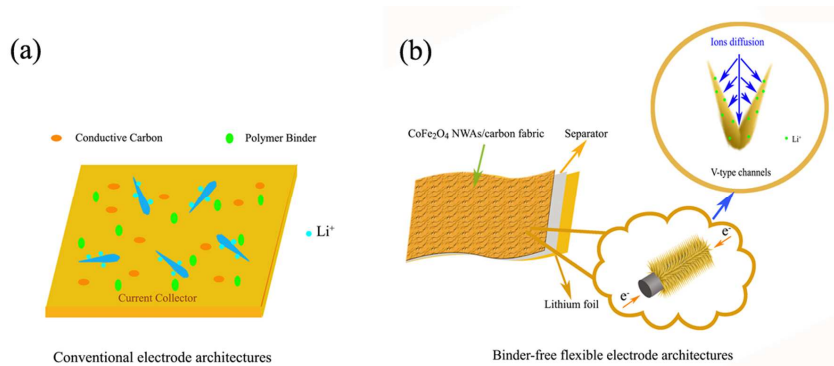 (a)
Conductive Carbon
Polymer Binder
Li⁺
Current Collector
Conventional electrode architectures
(b)
Ions diffusion
Li⁺
V-type channels
CoFe₂O₄ NWAs/carbon fabric
Separator
e⁻
e⁻
Lithium foil
Binder-free flexible electrode architectures